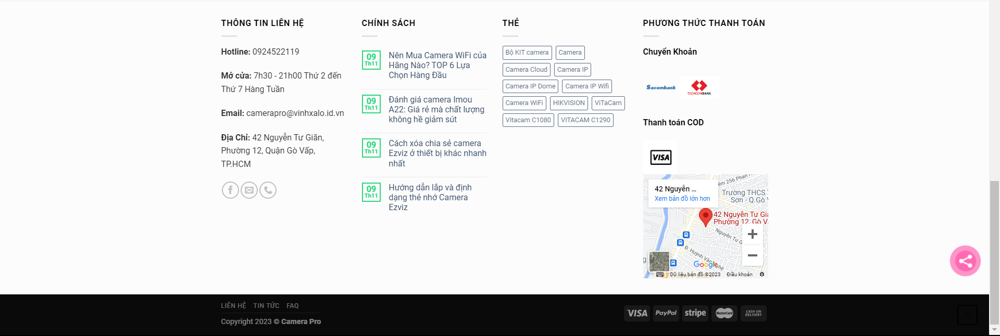 THÔNG TIN LIÊN HỆ
Hotline: 0924522119
Mở cửa: 7h30 - 21h00 Thứ 2 đến
Thứ 7 Hàng Tuần
Email: camerapro@vinhxalo.id.vn
Địa Chỉ: 42 Nguyễn Tư Giãn,
Phường 12, Quận Gò Vấp,
TP.HCM
CHÍNH SÁCH
09
Th11
Nên Mua Camera WiFi của
Hãng Nào? TOP 6 Lựa
Chọn Hàng Đầu
09
Th11
Đánh giá camera Imou
A22: Giá rẻ mà chất lượng
không hề giảm sút
09
Th11
Cách xóa chia sẻ camera
Ezviz ở thiết bị khác nhanh
nhất
09
Th11
Hướng dẫn lắp và định
dạng thẻ nhớ Camera
Ezviz
THẺ
Bộ KIT camera Camera
Camera Cloud Camera IP
Camera IP Dome Camera IP Wifi
Camera WiFi HIKVISION ViTaCam
Vitacam C1080 VITACAM C1290
PHƯƠNG THỨC THANH TOÁN
Chuyển Khoản
Sacombank TECHCOMBANK
Thanh toán COD
VISA
42 Nguyễn ...
Xem bản đồ lớn hơn
ẻm 256 Phan H
Trường THCS T
Sơn - Q.Gò V
42 Nguyễn Tư Giả
Phường 12, Gò V
Nguyễn Tư G
Đ. Huỳnh Văn Nghệ
g
Google
Dữ liệu bản đồ ©2023 Điều khoản
Oscar Palace
LIÊN HỆ TIN TỨC FAQ
Copyright 2023 © Camera Pro
VISA PayPal stripe MasterCard CASH ON
DELIVERY